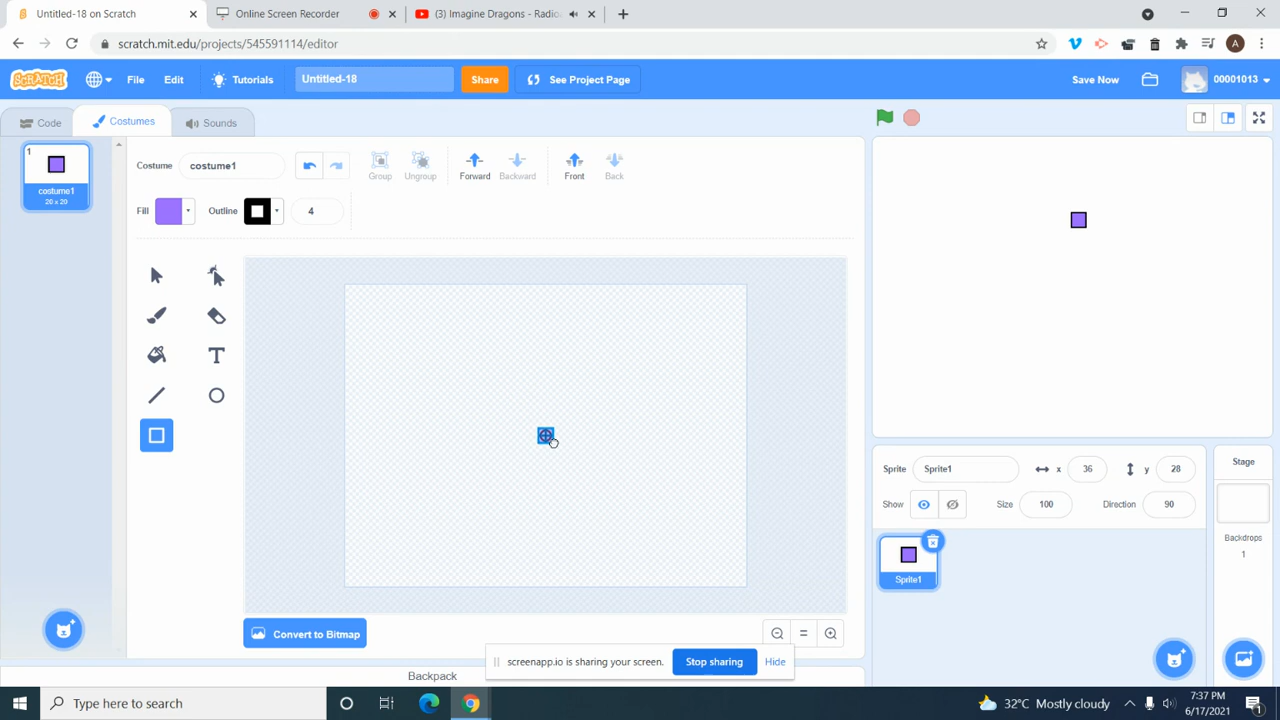 Untitled-18 on Scratch
Online Screen Recorder
(3) Imagine Dragons - Radio
scratch.mit.edu/projects/545591114/editor
A
SCRATCH
File
Edit
Tutorials
Untitled-18
Share
See Project Page
Save Now
00001013
Code
Costumes
Sounds
1
costume1
20 x 20
Costume
costume1
Group
Ungroup
Forward
Backward
Front
Back
Fill
Outline
4
T
Convert to Bitmap
Sprite
Sprite1
x
36
y
28
Show
Size
100
Direction
90
Sprite1
Stage
Backdrops
1
screenapp.io is sharing your screen.
Stop sharing
Hide
Backpack
Type here to search
32°C Mostly cloudy
7:37 PM
6/17/2021
1